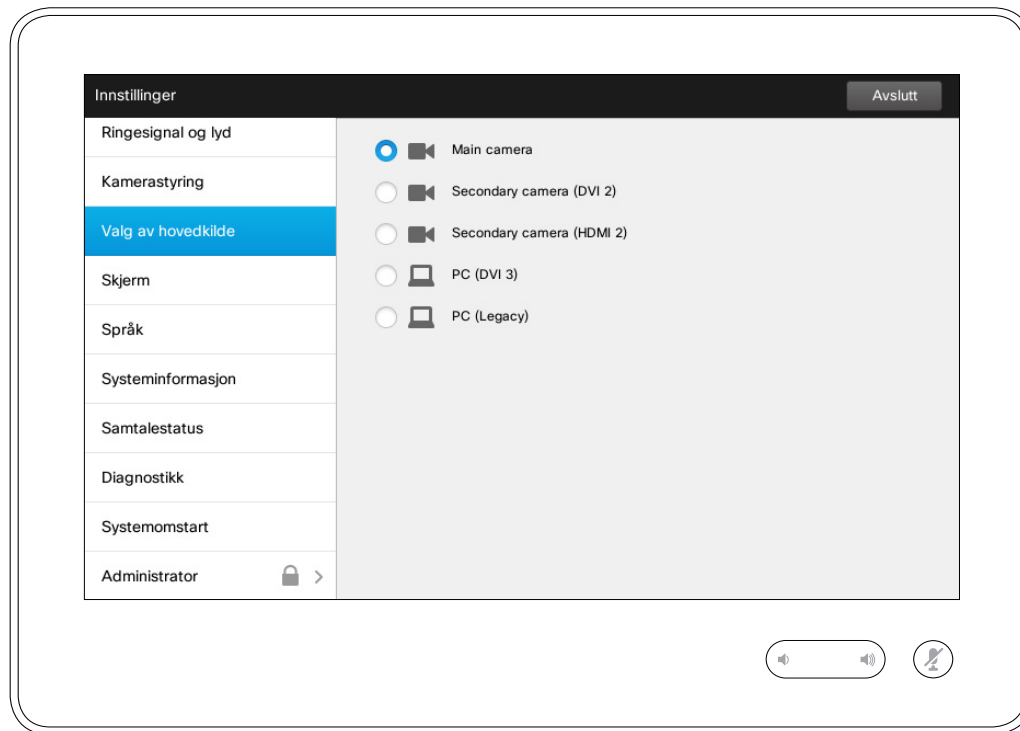 Innstillinger
Avslutt
Ringesignal og lyd
Kamerastyring
Valg av hovedkilde
Skjerm
Språk
Systeminformasjon
Samtalestatus
Diagnostikk
Systemomstart
Administrator
Main camera
Secondary camera (DVI 2)
Secondary camera (HDMI 2)
PC (DVI 3)
PC (Legacy)